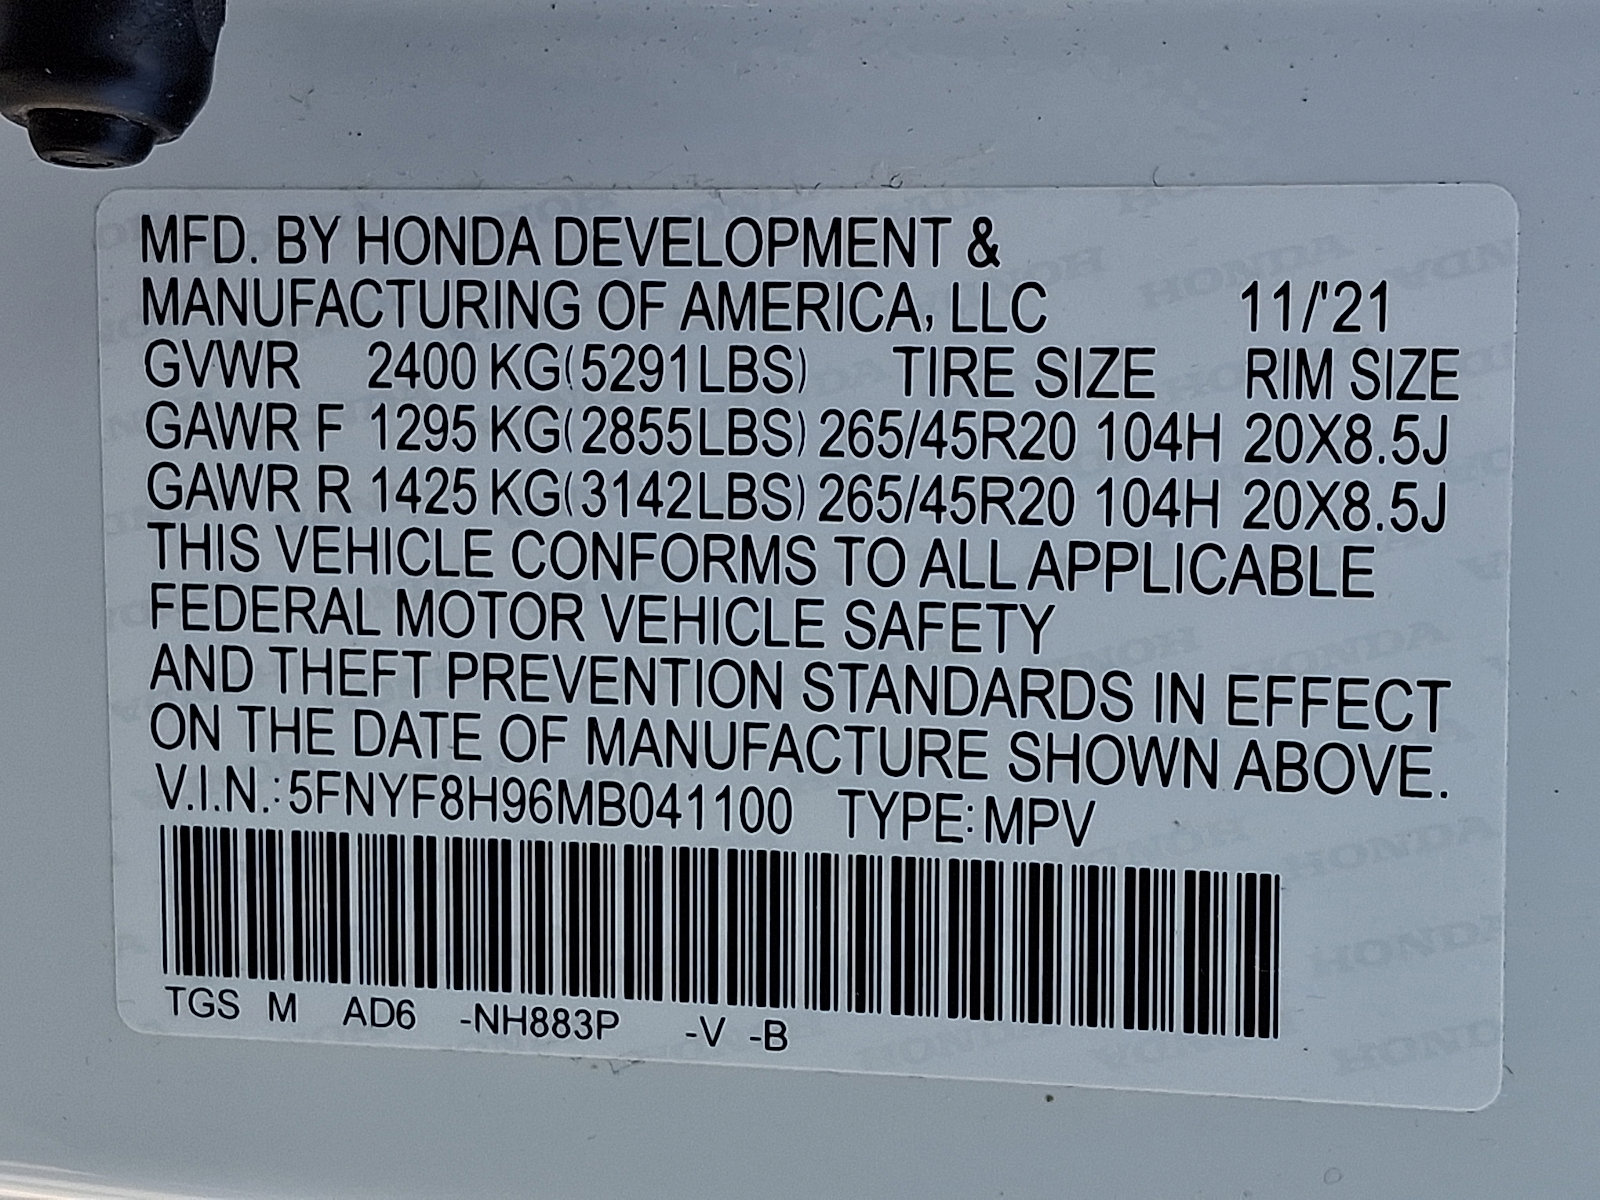 MFD. BY HONDA DEVELOPMENT &
MANUFACTURING OF AMERICA, LLC 11/'21
GVWR 2400 KG(5291LBS) TIRE SIZE RIM SIZE
GAWR F 1295 KG(2855LBS) 265/45R20 104H 20X8.5J
GAWR R 1425 KG(3142LBS) 265/45R20 104H 20X8.5J
THIS VEHICLE CONFORMS TO ALL APPLICABLE
FEDERAL MOTOR VEHICLE SAFETY
AND THEFT PREVENTION STANDARDS IN EFFECT
ON THE DATE OF MANUFACTURE SHOWN ABOVE.
V.I.N.:5FNYF8H96MB041100 TYPE:MPV
TGS M AD6 -NH883P -V -B